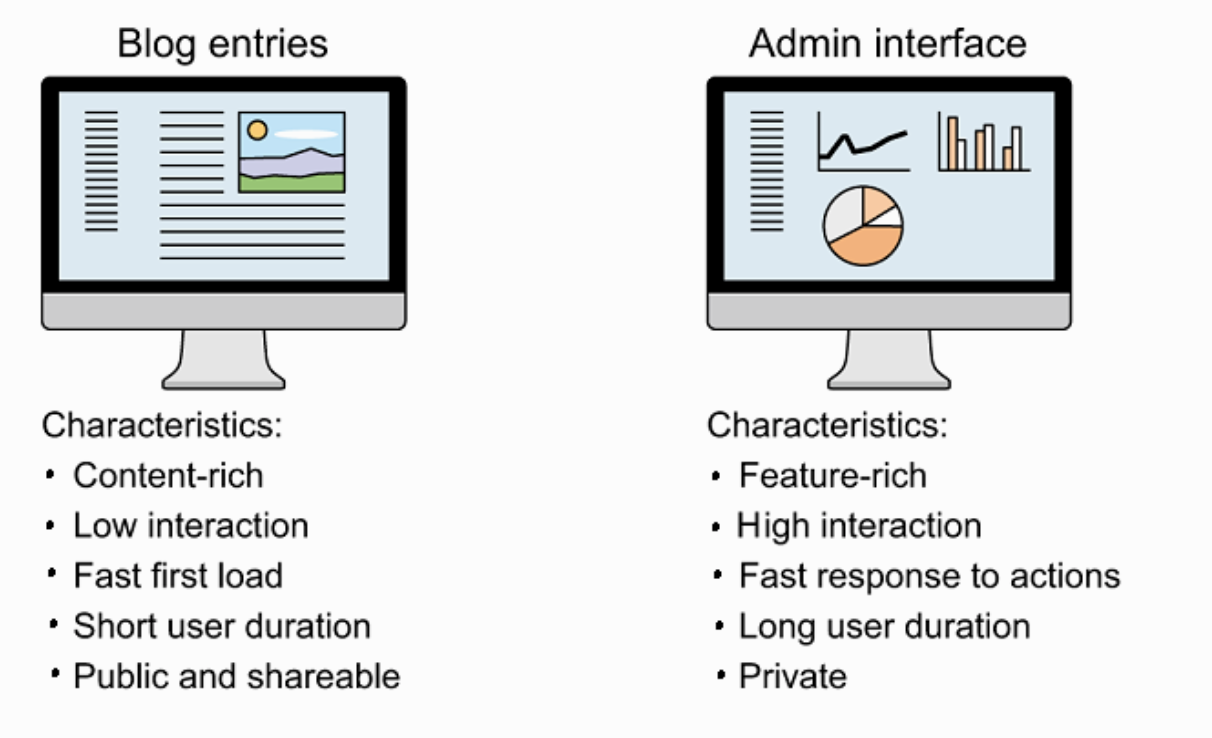 Blog entries
Characteristics:
• Content-rich
• Low interaction
• Fast first load
• Short user duration
• Public and shareable
Admin interface
Characteristics:
• Feature-rich
• High interaction
• Fast response to actions
• Long user duration
• Private